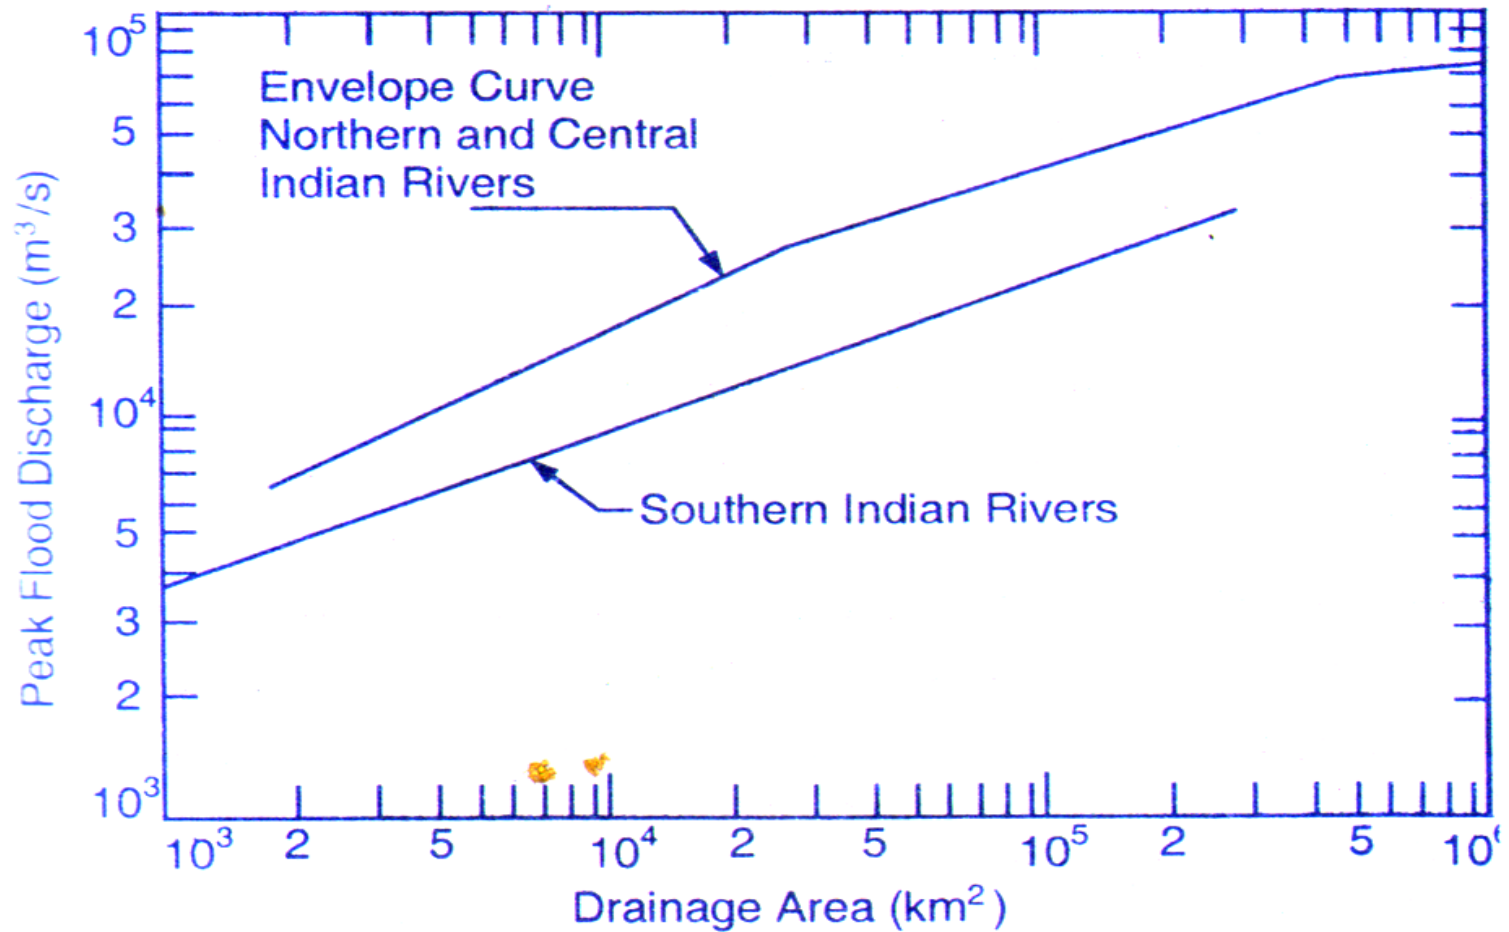 10⁵
Envelope Curve
Northern and Central
Indian Rivers
5
3
2
10⁴
5
3
2
10³
Peak Flood Discharge (m³/s)
Southern Indian Rivers
10³ 2 5 10⁴ 2 5 10⁵ 2 5 10⁶
Drainage Area (km²)